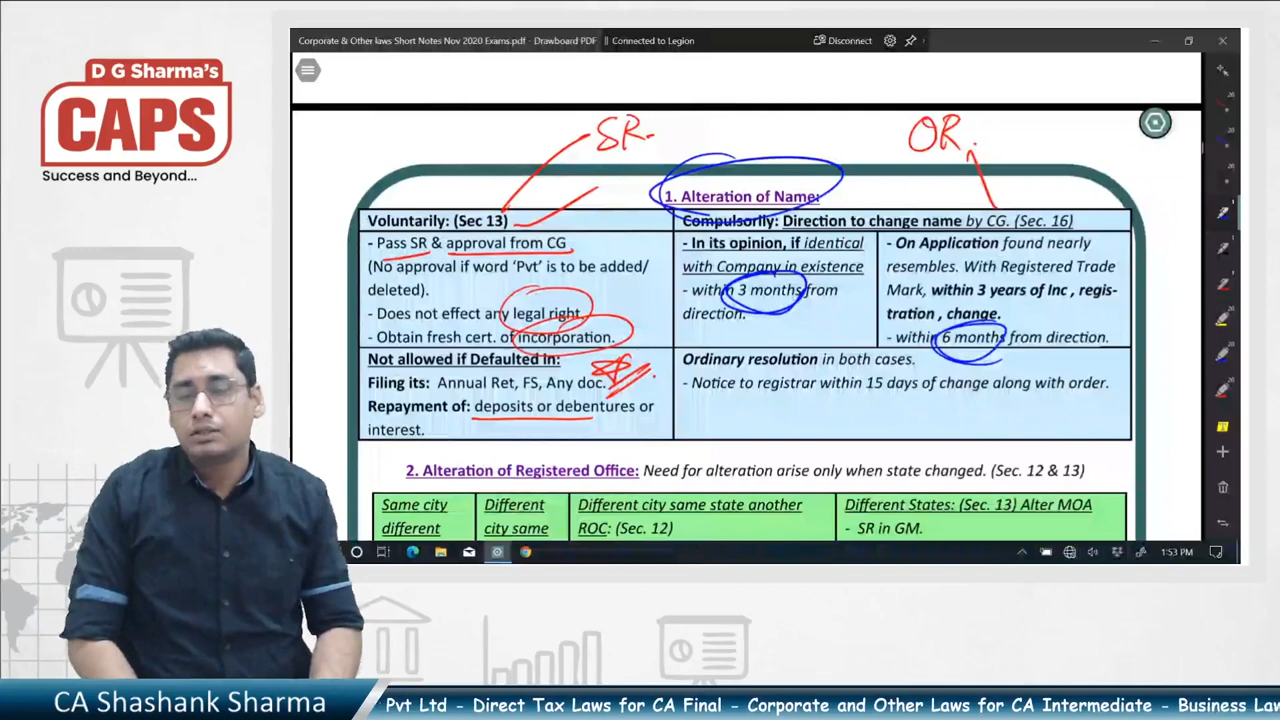 D G Sharma's
CAPS
Success and Beyond...
Corporate & Other laws Short Notes Nov 2020 Exams.pdf - Drawboard PDF
Connected to Legion
Disconnect
SR.
OR.
1. Alteration of Name:
Voluntarily: (Sec 13)
- Pass SR & approval from CG
(No approval if word 'Pvt' is to be added/
deleted).
- Does not effect any legal right.
- Obtain fresh cert. of incorporation.
Not allowed if Defaulted in:
Filing its: Annual Ret, FS, Any doc.
Repayment of: deposits or debentures or
interest.
Compulsorily: Direction to change name by CG. (Sec. 16)
- In its opinion, if identical
with Company in existence
- within 3 months from
direction.
- On Application found nearly
resembles. With Registered Trade
Mark, within 3 years of Inc , regis-
tration , change.
- within 6 months from direction.
Ordinary resolution in both cases.
- Notice to registrar within 15 days of change along with order.
2. Alteration of Registered Office: Need for alteration arise only when state changed. (Sec. 12 & 13)
Same city
different
Different
city same
Different city same state another
ROC: (Sec. 12)
Different States: (Sec. 13) Alter MOA
- SR in GM.
1:53 PM
CA Shashank Sharma
Pvt Ltd - Direct Tax Laws for CA Final - Corporate and Other Laws for CA Intermediate - Business Law